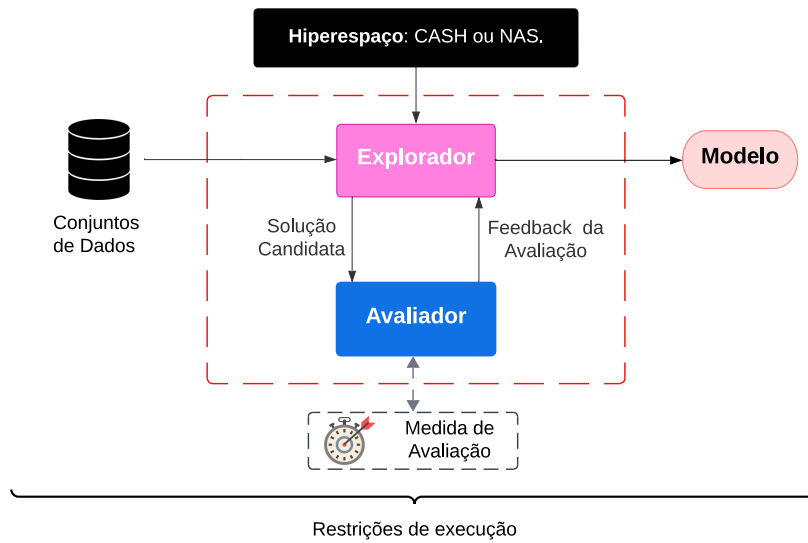 Hiperespaço: CASH ou NAS.
Explorador
Modelo
Conjuntos
de Dados
Solução
Candidata
Feedback da
Avaliação
Avaliador
Medida de
Avaliação
Restrições de execução